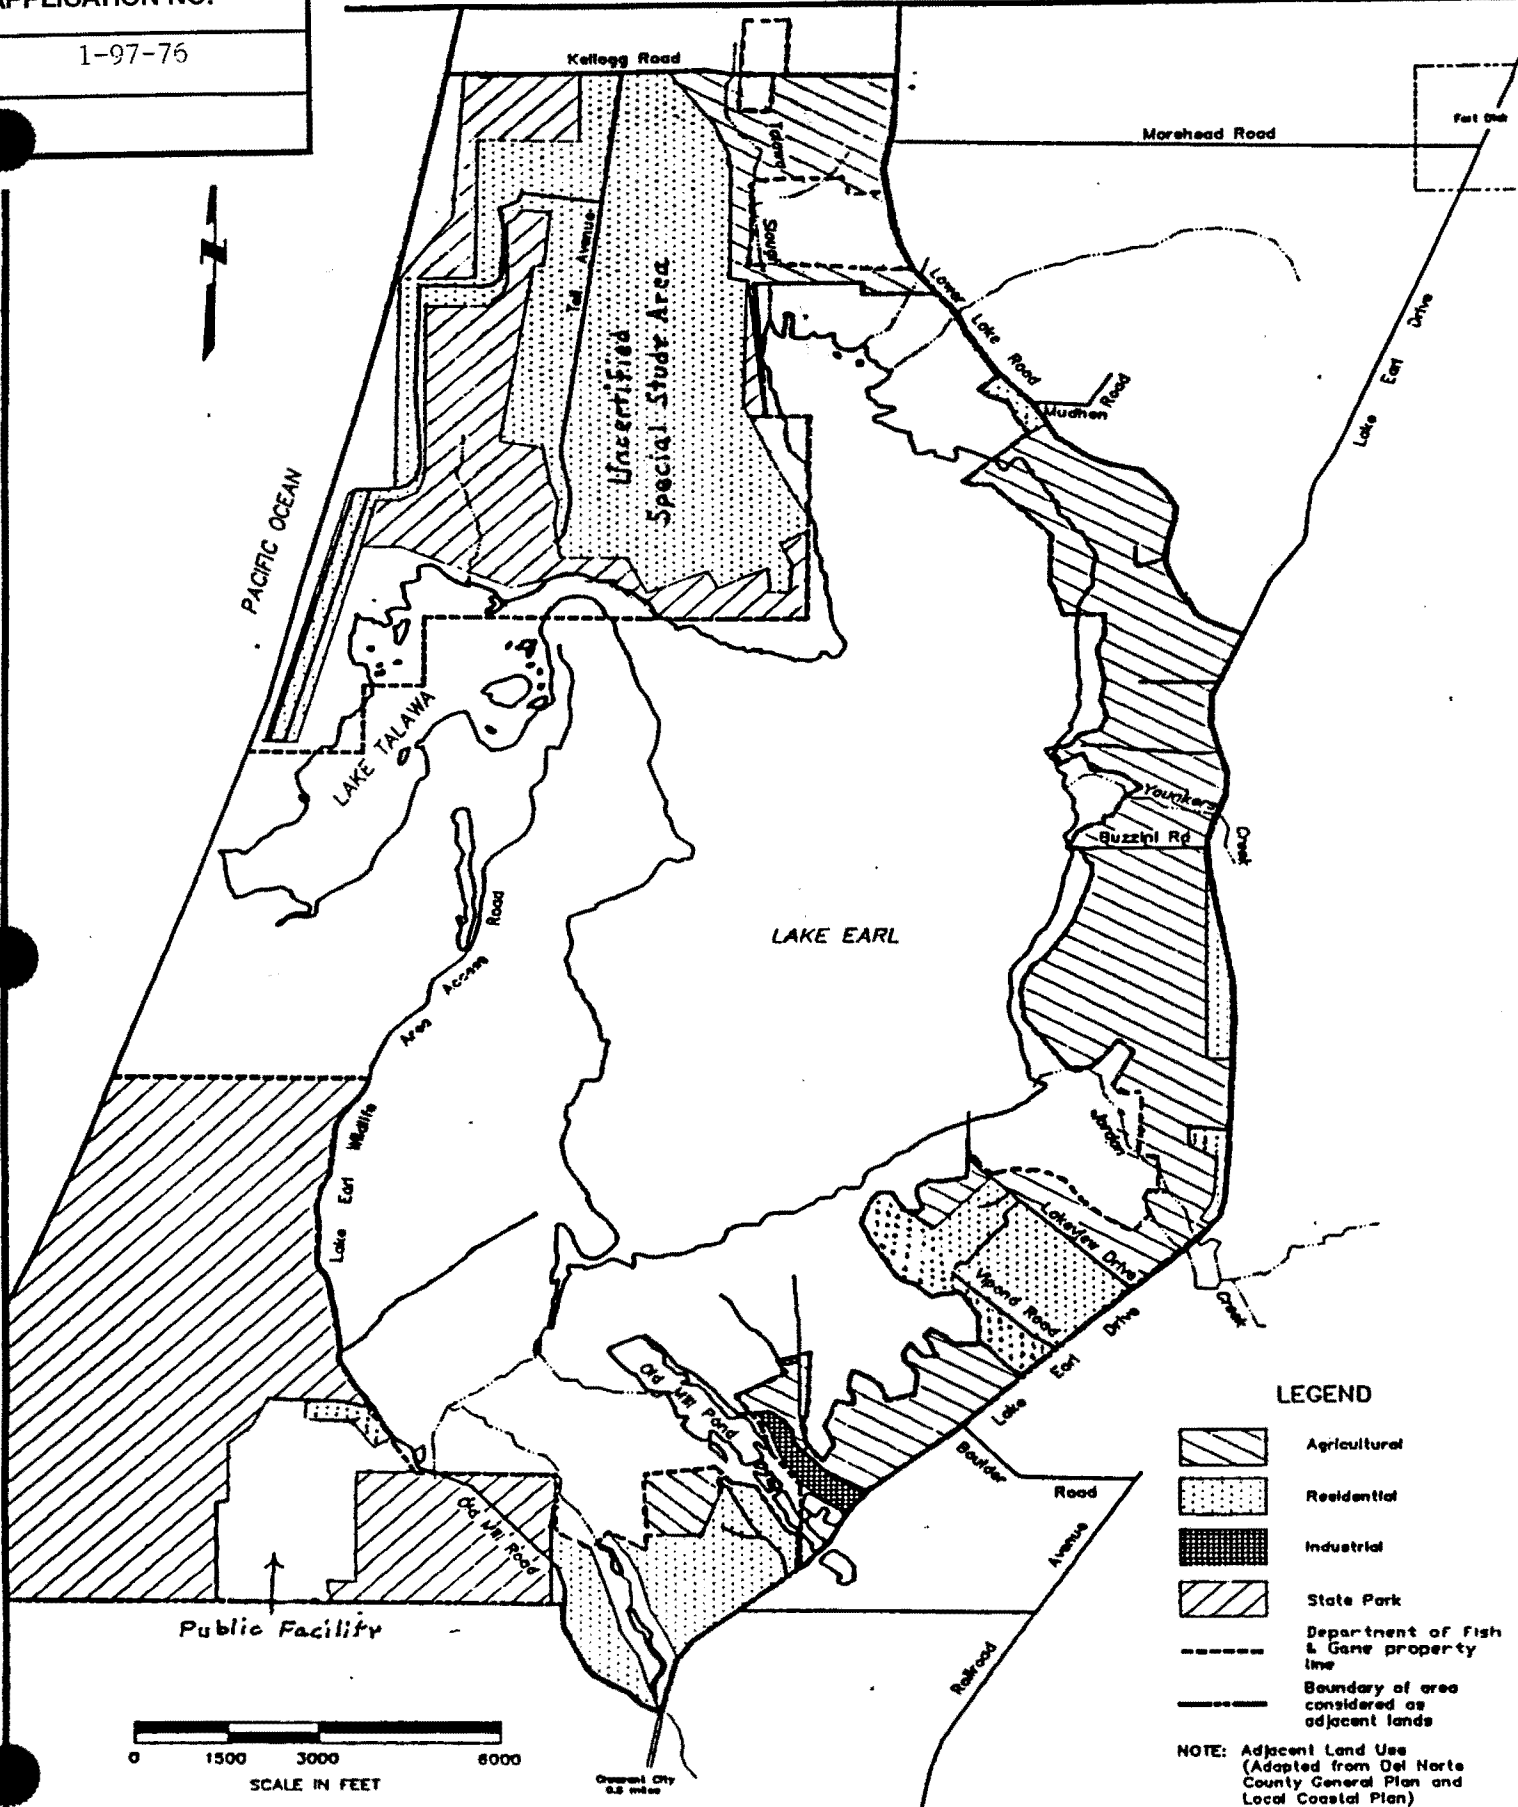 APPLICATION NO.
1-97-76
Kellogg Road
Morehead Road
Fort Dick
Talawa
Slough
N
Tell Avenue
Uncertified
Special Study Area
Lower Lake Road
Mudhen Road
Lake Earl Drive
PACIFIC OCEAN
LAKE TALAWA
Younkers Creek
Buzzini Rd
LAKE EARL
Lake Earl Wildlife Area Access Road
Jordan Creek
Lakeview Drive
Vipond Road
Lake Earl Drive
Old Mill Pond
Boulder Road
Old Mill Road
Railroad Avenue
Public Facility
LEGEND
Agricultural
Residential
Industrial
State Park
Department of Fish
& Game property
line
Boundary of area
considered as
adjacent lands
NOTE: Adjacent Land Use
(Adapted from Del Norte
County General Plan and
Local Coastal Plan)
0 1500 3000 6000
SCALE IN FEET
Crescent City
0.5 miles